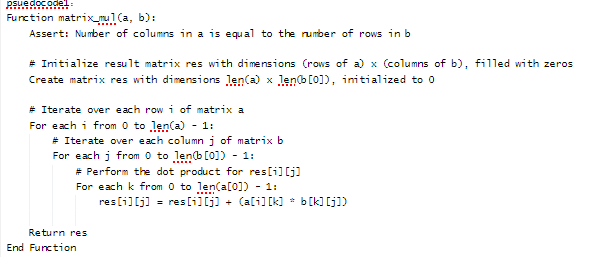 psuedocode1:
Function matrix_mul(a, b):
    Assert: Number of columns in a is equal to the number of rows in b
    # Initialize result matrix res with dimensions (rows of a) x (columns of b), filled with zeros
    Create matrix res with dimensions len(a) x len(b[0]), initialized to 0
    # Iterate over each row i of matrix a
    For each i from 0 to len(a) - 1:
        # Iterate over each column j of matrix b
        For each j from 0 to len(b[0]) - 1:
            # Perform the dot product for res[i][j]
            For each k from 0 to len(a[0]) - 1:
                res[i][j] = res[i][j] + (a[i][k] * b[k][j])
    Return res
End Function